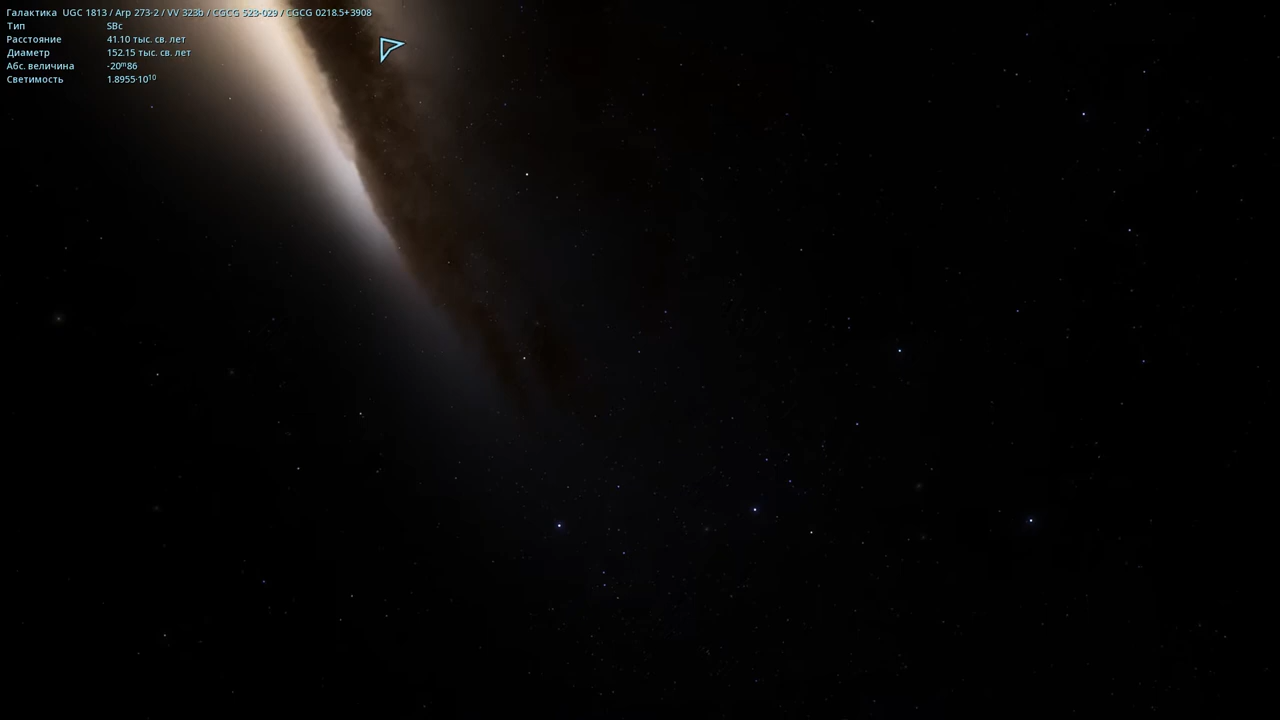 Галактика UGC 1813 / Arp 273-2 / VV 323b / CGCG 523-029 / CGCG 0218.5+3908
Тип SBc
Расстояние 41.10 тыс. св. лет
Диаметр 152.15 тыс. св. лет
Абс. величина -20ᵐ86
Светимость 1.8955·10¹⁰